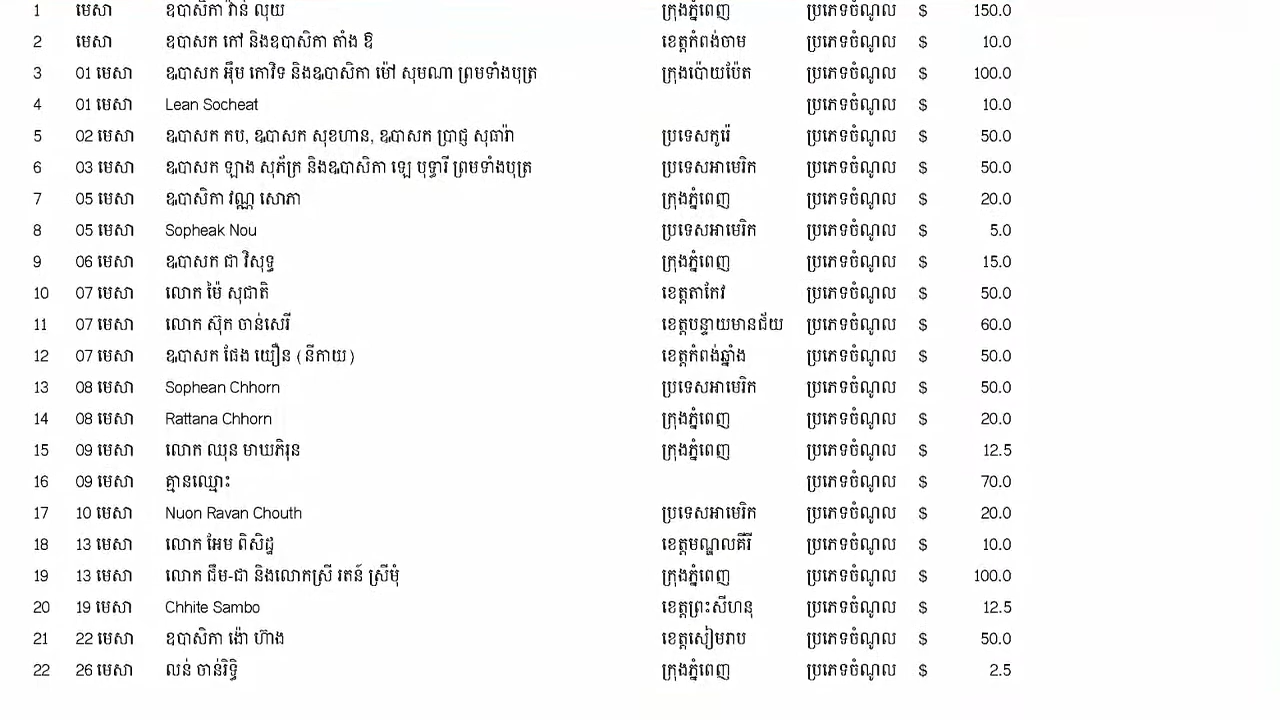 1 មេសា ឧបាសិកា វ៉ាន់ លុយ ក្រុងភ្នំពេញ ប្រភេទចំណូល $ 150.0
2 មេសា ឧបាសក កៅ និងឧបាសិកា តាំង ឱ ខេត្តកំពង់ចាម ប្រភេទចំណូល $ 10.0
3 01 មេសា ឩបាសក អ៊ឹម កោវិទ និងឩបាសិកា ម៉ៅ សុមណា ព្រមទាំងបុត្រ ក្រុងប៉ោយប៉ែត ប្រភេទចំណូល $ 100.0
4 01 មេសា Lean Socheat ប្រភេទចំណូល $ 10.0
5 02 មេសា ឩបាសក កប, ឩបាសក សុខហាន, ឩបាសក ប្រាជ្ញ សុធារ៉ា ប្រទេសកូរ៉េ ប្រភេទចំណូល $ 50.0
6 03 មេសា ឩបាសក ឡាង សុភ័ក្រ និងឩបាសិកា ឡេ បុទ្ធារី ព្រមទាំងបុត្រ ប្រទេសអាមេរិក ប្រភេទចំណូល $ 50.0
7 05 មេសា ឩបាសិកា វណ្ណ សោភា ក្រុងភ្នំពេញ ប្រភេទចំណូល $ 20.0
8 05 មេសា Sopheak Nou ប្រទេសអាមេរិក ប្រភេទចំណូល $ 5.0
9 06 មេសា ឩបាសក ជា វិសុទ្ធ ក្រុងភ្នំពេញ ប្រភេទចំណូល $ 15.0
10 07 មេសា លោក ម៉ៃ សុជាតិ ខេត្តតាកែវ ប្រភេទចំណូល $ 50.0
11 07 មេសា លោក ស៊ុក ចាន់សេរី ខេត្តបន្ទាយមានជ័យ ប្រភេទចំណូល $ 60.0
12 07 មេសា ឩបាសក ផែង យឿន ( នីកាយ ) ខេត្តកំពង់ឆ្នាំង ប្រភេទចំណូល $ 50.0
13 08 មេសា Sophean Chhorn ប្រទេសអាមេរិក ប្រភេទចំណូល $ 50.0
14 08 មេសា Rattana Chhorn ក្រុងភ្នំពេញ ប្រភេទចំណូល $ 20.0
15 09 មេសា លោក ឈុន មាឃភិរុន ក្រុងភ្នំពេញ ប្រភេទចំណូល $ 12.5
16 09 មេសា គ្មានឈ្មោះ ប្រភេទចំណូល $ 70.0
17 10 មេសា Nuon Ravan Chouth ប្រទេសអាមេរិក ប្រភេទចំណូល $ 20.0
18 13 មេសា លោក អែម ពិសិដ្ឋ ខេត្តមណ្ឌលគីរី ប្រភេទចំណូល $ 10.0
19 13 មេសា លោក ជឹម-ជា និងលោកស្រី រតន៍ ស្រីមុំ ក្រុងភ្នំពេញ ប្រភេទចំណូល $ 100.0
20 19 មេសា Chhite Sambo ខេត្តព្រះសីហនុ ប្រភេទចំណូល $ 12.5
21 22 មេសា ឧបាសិកា ង៉ោ ហ៊ាង ខេត្តសៀមរាប ប្រភេទចំណូល $ 50.0
22 26 មេសា លន់ ចាន់រិទ្ធិ ក្រុងភ្នំពេញ ប្រភេទចំណូល $ 2.5